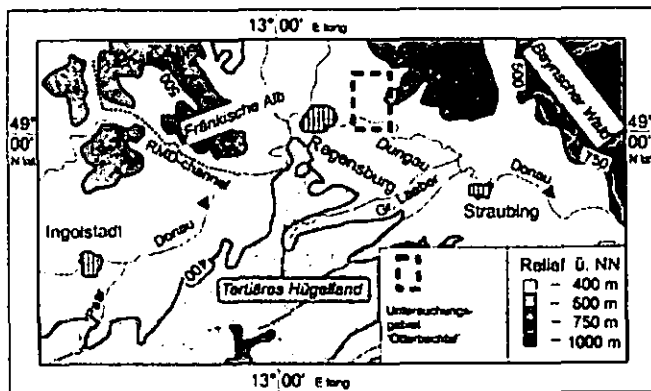 13° 00' E long
49°
00'
N lat.
49°
00'
N lat.
500
Fränkische Alb
RMD-channel
Regensburg
Dungau
Gr. Laaber
Donau
Straubing
500
Bayrischer Wald
750
Ingolstadt
Donau
400
Tertiäres Hügelland
Untersuchungs-
gebiet
"Otterbachtal"
Relief ü. NN
- 400 m
- 500 m
- 750 m
- 1000 m
13° 00' E long